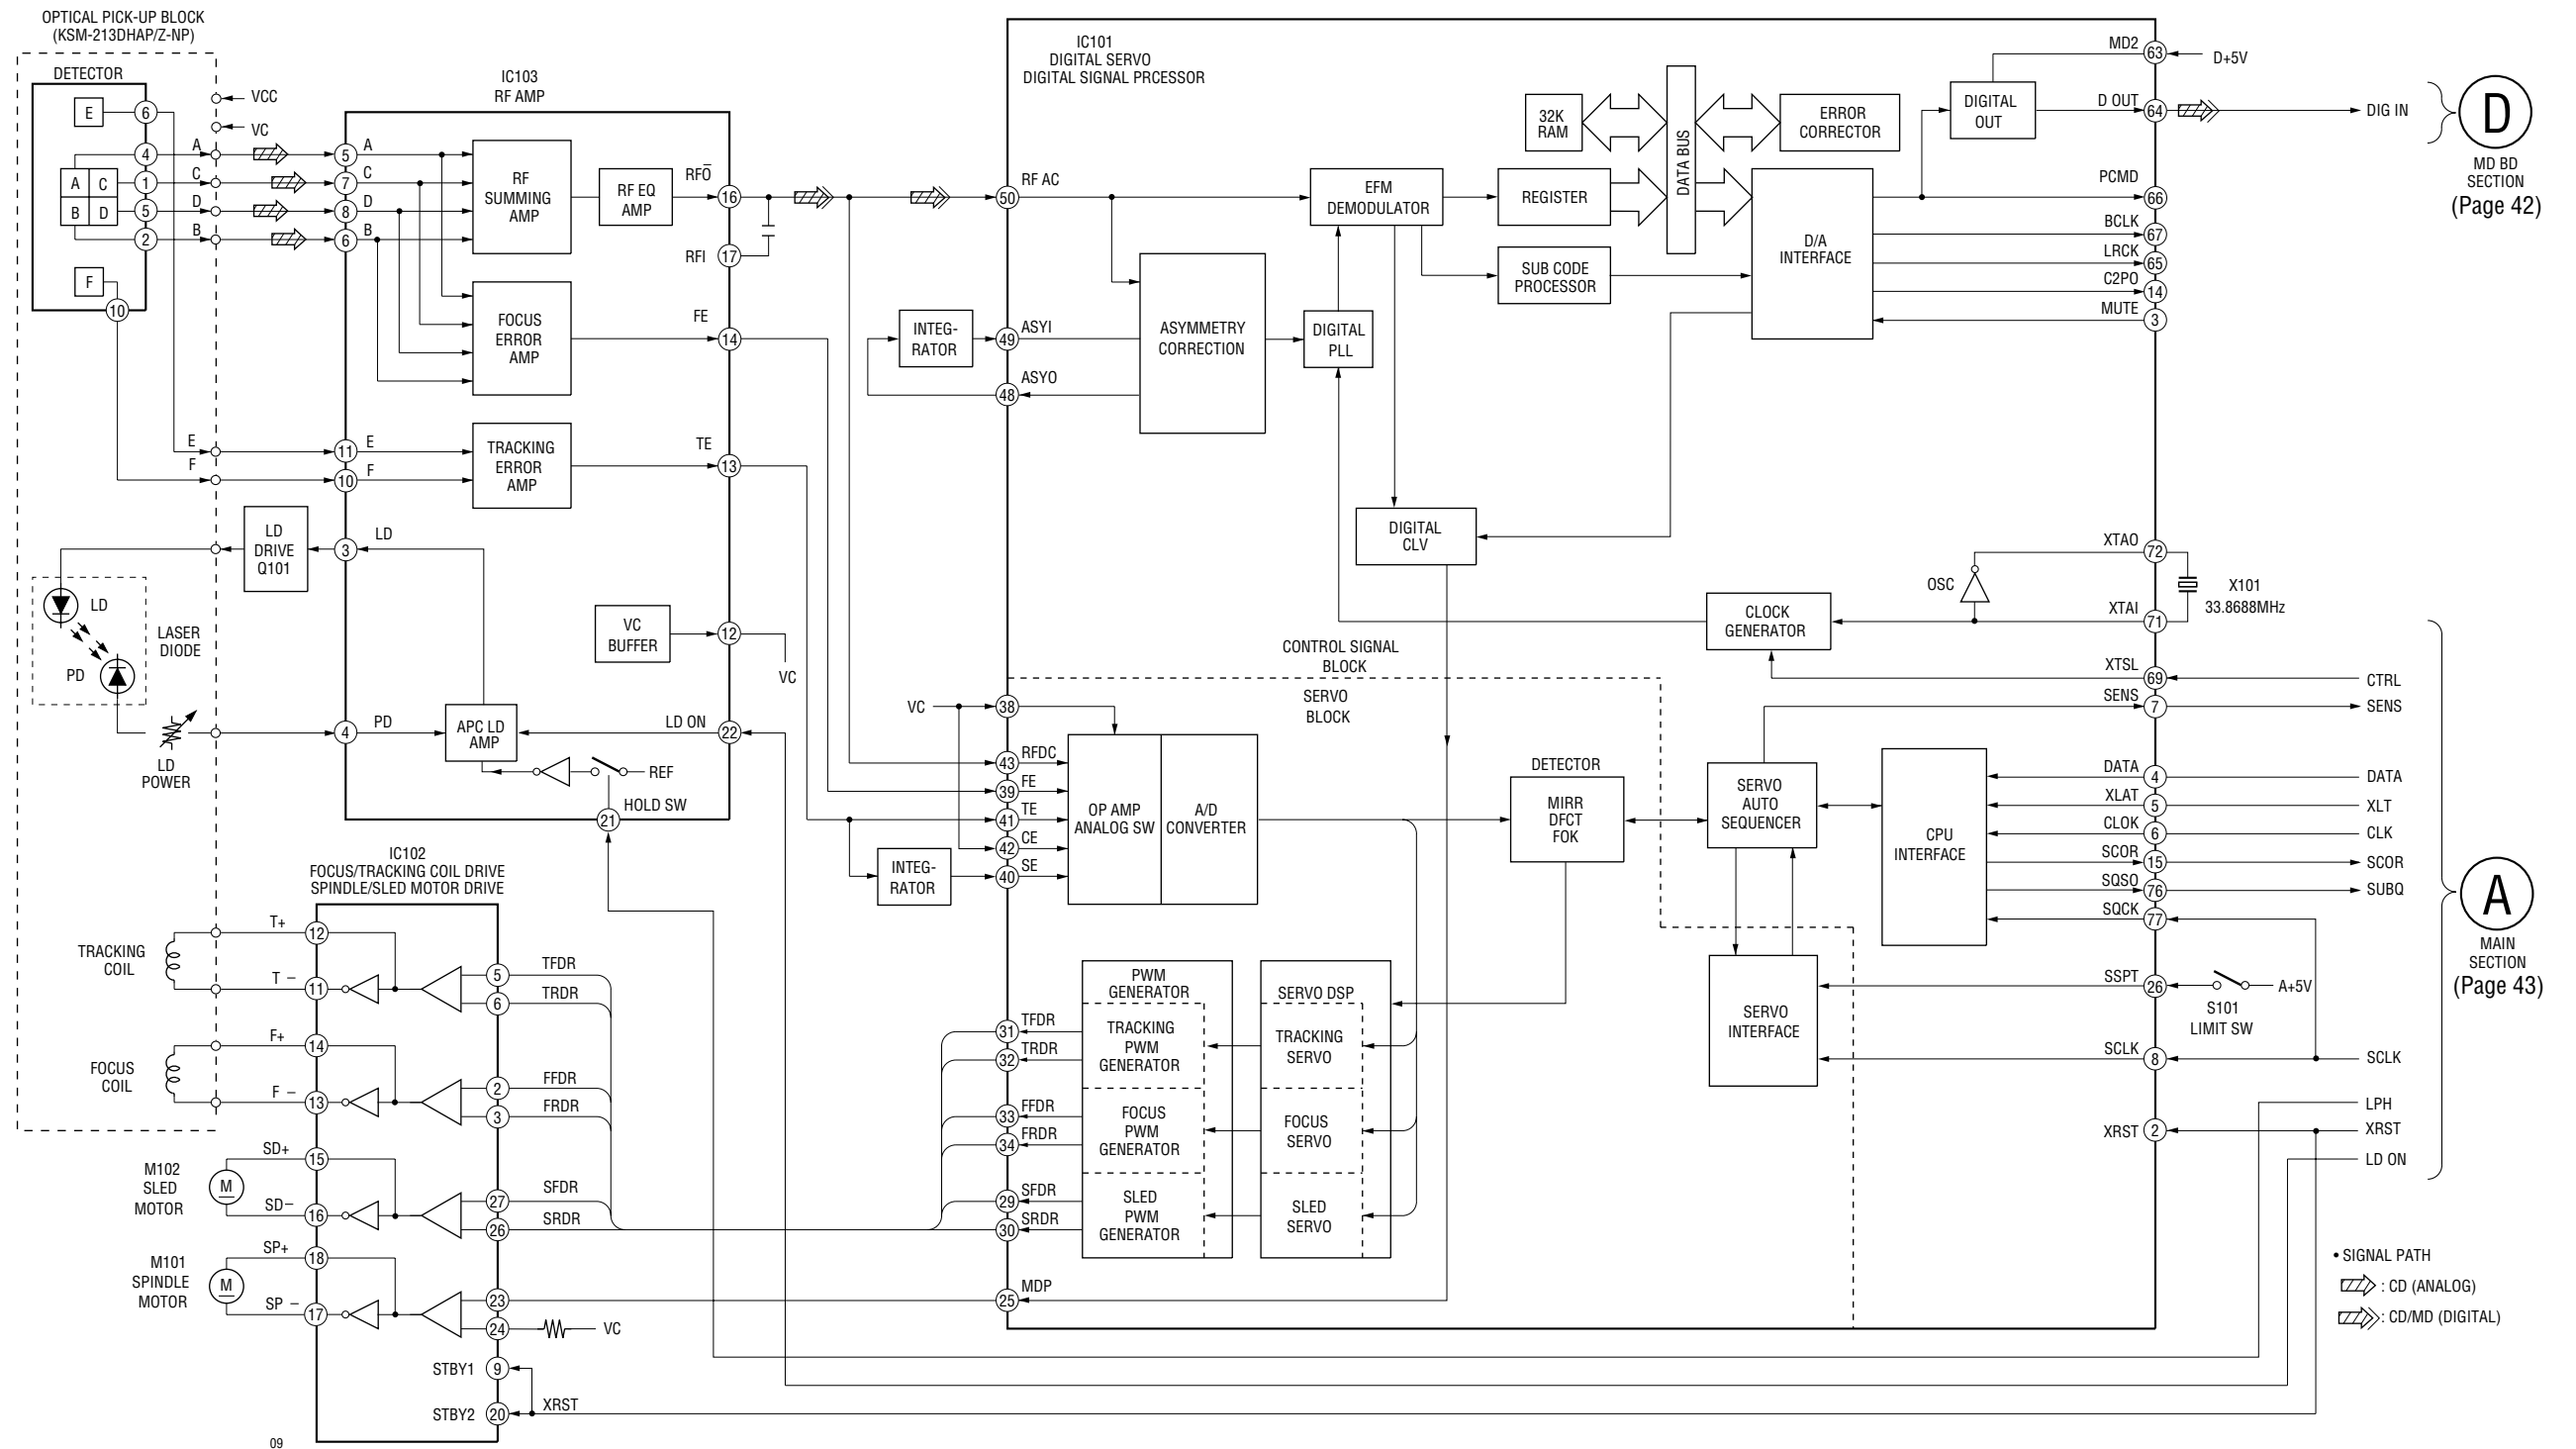 OPTICAL PICK-UP BLOCK
(KSM-213DHAP/Z-NP)
DETECTOR
E
6
4
A C
1
B D
5
2
F
10
VCC
VC
A
C
D
B
E
F
IC103
RF AMP
5 A
7 C
8 D
6 B
RF
SUMMING
AMP
RF EQ
AMP
RFO
16
RFI
17
FOCUS
ERROR
AMP
FE
14
11 E
10 F
TRACKING
ERROR
AMP
TE
13
LD
DRIVE
Q101
3
LD
LD
PD
LASER
DIODE
LD
POWER
VC
BUFFER
12
VC
4
PD
APC LD
AMP
LD ON
22
REF
HOLD SW
21
IC102
FOCUS/TRACKING COIL DRIVE
SPINDLE/SLED MOTOR DRIVE
TRACKING
COIL
T+
12
T –
11
5
TFDR
6
TRDR
FOCUS
COIL
F+
14
F –
13
2
FFDR
3
FRDR
M102
SLED
MOTOR
M
SD+
15
SD–
16
27
SFDR
26
SRDR
M101
SPINDLE
MOTOR
M
SP+
18
SP –
17
23
24
VC
STBY1
9
STBY2
20
XRST
09
IC101
DIGITAL SERVO
DIGITAL SIGNAL PRCESSOR
50
RF AC
INTEG-
RATOR
49
ASYI
48
ASYO
ASYMMETRY
CORRECTION
EFM
DEMODULATOR
DIGITAL
PLL
REGISTER
SUB CODE
PROCESSOR
32K
RAM
DATA BUS
ERROR
CORRECTOR
D/A
INTERFACE
DIGITAL
OUT
DIGITAL
CLV
CLOCK
GENERATOR
OSC
CONTROL SIGNAL
BLOCK
SERVO
BLOCK
VC
38
43
RFDC
39
FE
41
TE
42
CE
40
SE
INTEG-
RATOR
OP AMP
ANALOG SW
A/D
CONVERTER
DETECTOR
MIRR
DFCT
FOK
SERVO
AUTO
SEQUENCER
CPU
INTERFACE
SERVO
INTERFACE
PWM
GENERATOR
TRACKING
PWM
GENERATOR
FOCUS
PWM
GENERATOR
SLED
PWM
GENERATOR
SERVO DSP
TRACKING
SERVO
FOCUS
SERVO
SLED
SERVO
31
TFDR
32
TRDR
33
FFDR
34
FRDR
29
SFDR
30
SRDR
25
MDP
MD2
63
D+5V
D OUT
64
DIG IN
PCMD
66
BCLK
67
LRCK
65
C2PO
14
MUTE
3
XTAO
72
X101
33.8688MHz
XTAI
71
XTSL
69
CTRL
SENS
7
SENS
DATA
4
DATA
XLAT
5
XLT
CLOK
6
CLK
SCOR
15
SCOR
SQSO
76
SUBQ
SQCK
77
SSPT
26
A+5V
S101
LIMIT SW
SCLK
8
SCLK
LPH
XRST
2
XRST
LD ON
D
MD BD
SECTION
(Page 42)
A
MAIN
SECTION
(Page 43)
• SIGNAL PATH
: CD (ANALOG)
: CD/MD (DIGITAL)